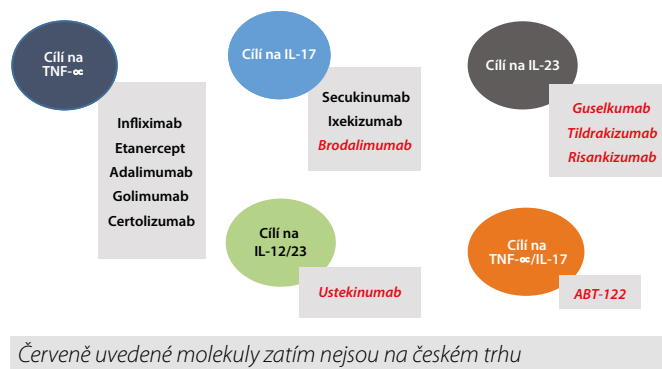 Cílí na
TNF-∝
Infliximab
Etanercept
Adalimumab
Golimumab
Certolizumab
Cílí na IL-17
Secukinumab
Ixekizumab
Brodalimumab
Cílí na IL-23
Guselkumab
Tildrakizumab
Risankizumab
Cílí na
IL-12/23
Ustekinumab
Cílí na
TNF-∝/IL-17
ABT-122
Červeně uvedené molekuly zatím nejsou na českém trhu